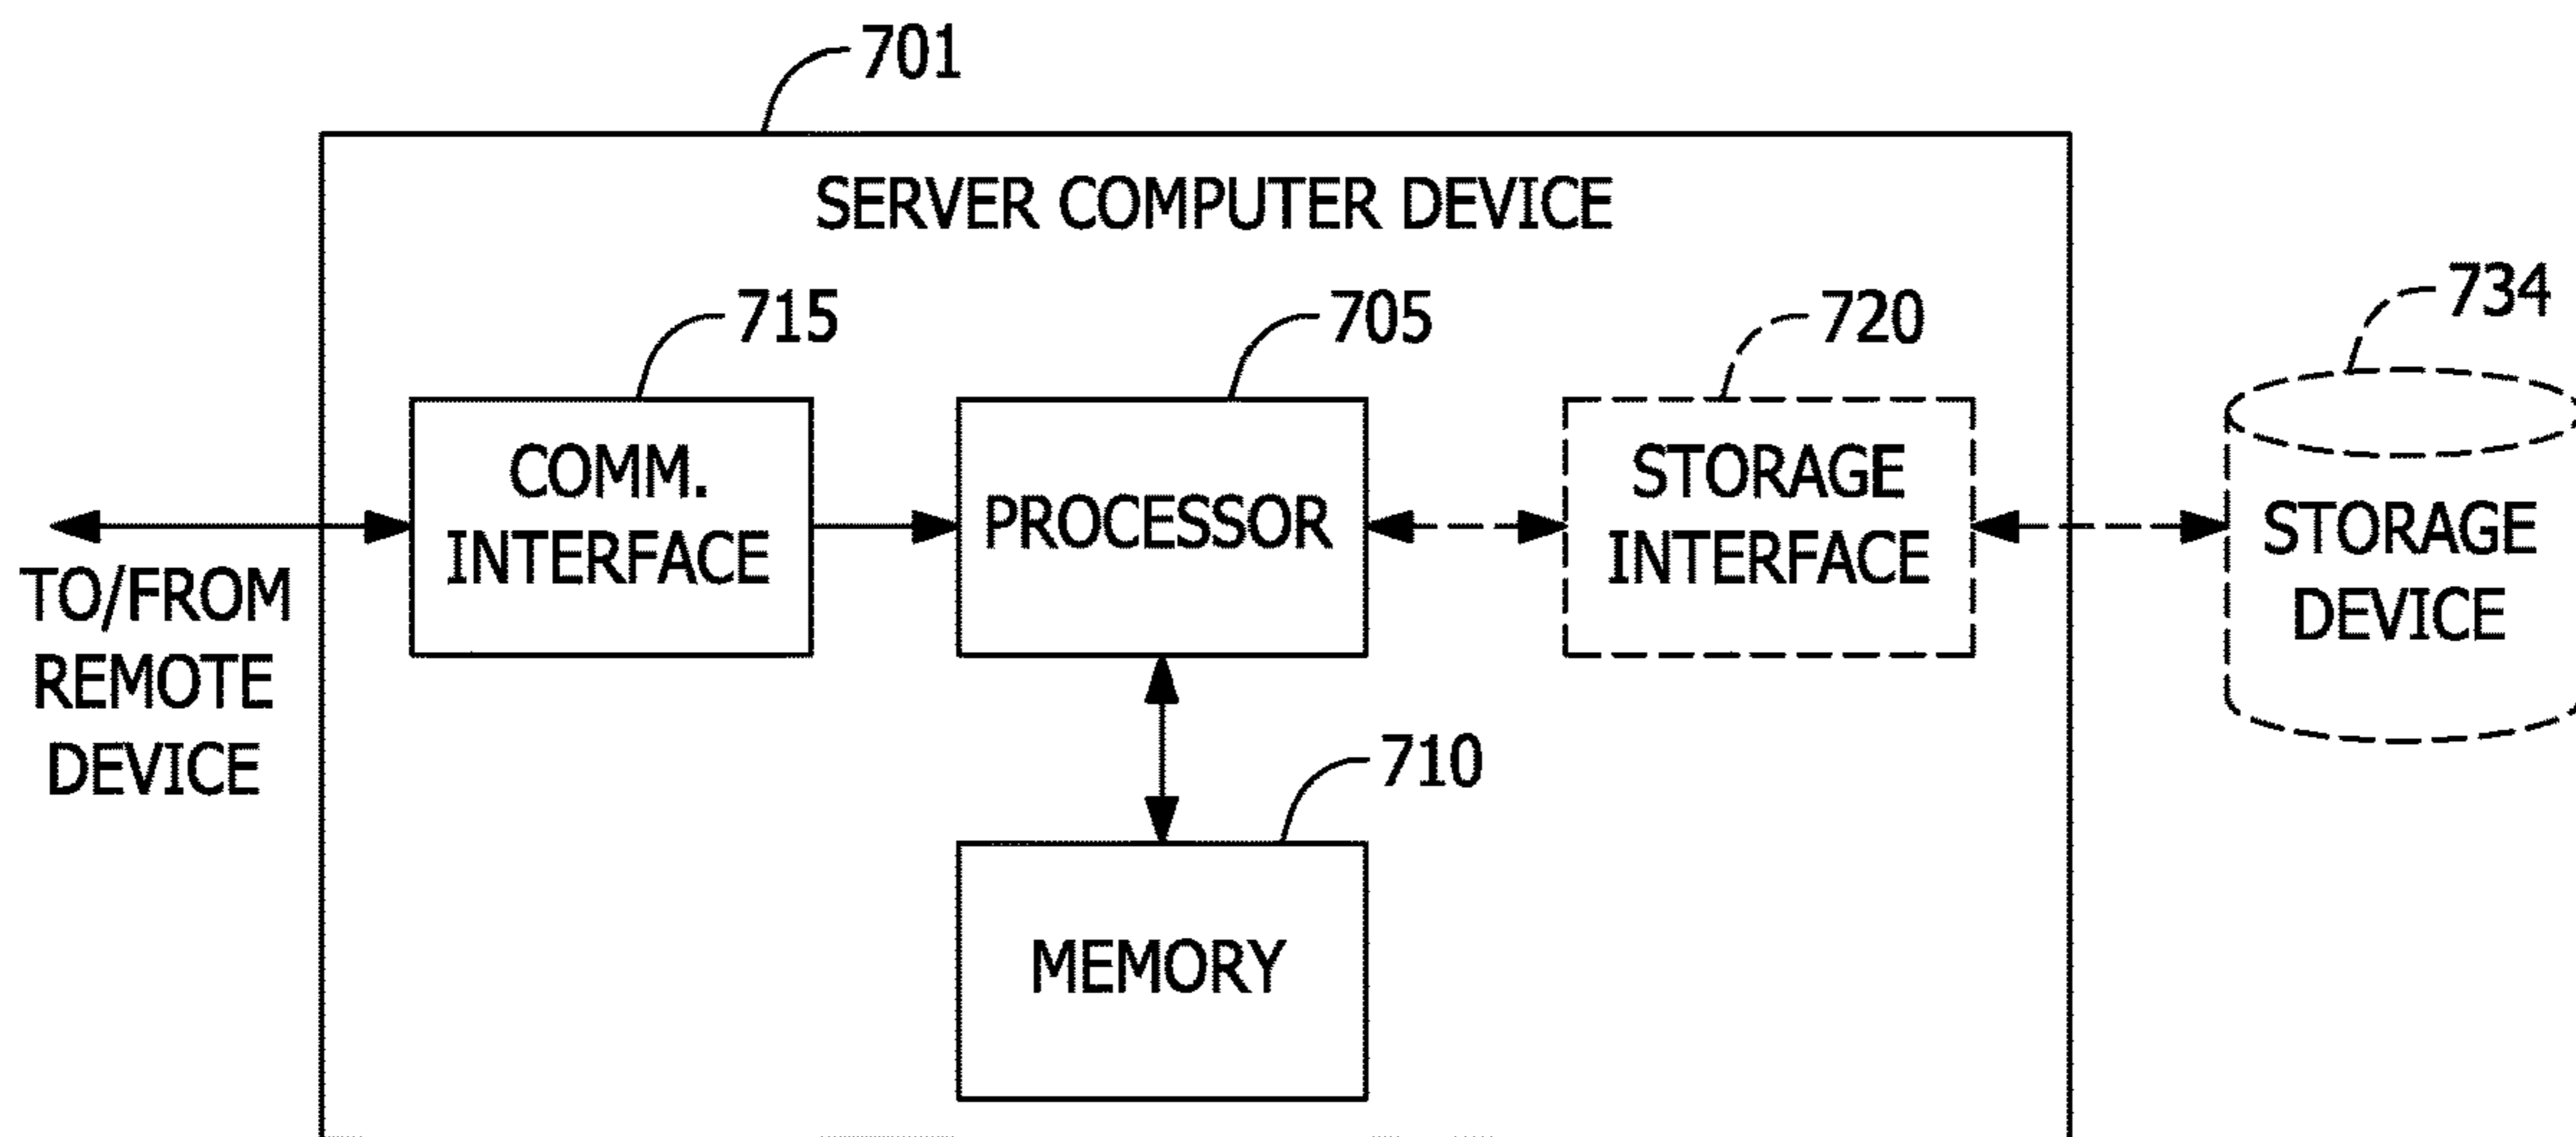 701
SERVER COMPUTER DEVICE
734
715
705
720
COMM.
INTERFACE
PROCESSOR
STORAGE
INTERFACE
STORAGE
DEVICE
TO/FROM
REMOTE
DEVICE
710
MEMORY